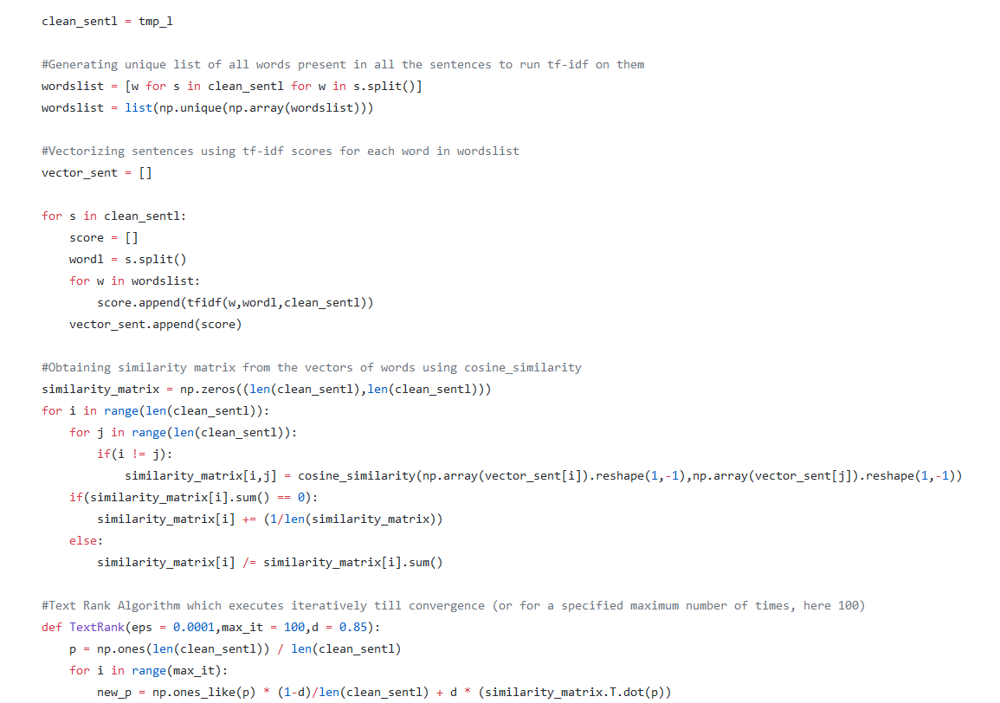 clean_sentl = tmp_l
#Generating unique list of all words present in all the sentences to run tf-idf on them
wordslist = [w for s in clean_sentl for w in s.split()]
wordslist = list(np.unique(np.array(wordslist)))
#Vectorizing sentences using tf-idf scores for each word in wordslist
vector_sent = []
for s in clean_sentl:
    score = []
    wordl = s.split()
    for w in wordslist:
        score.append(tfidf(w,wordl,clean_sentl))
    vector_sent.append(score)
#Obtaining similarity matrix from the vectors of words using cosine_similarity
similarity_matrix = np.zeros((len(clean_sentl),len(clean_sentl)))
for i in range(len(clean_sentl)):
    for j in range(len(clean_sentl)):
        if(i != j):
            similarity_matrix[i,j] = cosine_similarity(np.array(vector_sent[i]).reshape(1,-1),np.array(vector_sent[j]).reshape(1,-1))
    if(similarity_matrix[i].sum() == 0):
        similarity_matrix[i] += (1/len(similarity_matrix))
    else:
        similarity_matrix[i] /= similarity_matrix[i].sum()
#Text Rank Algorithm which executes iteratively till convergence (or for a specified maximum number of times, here 100)
def TextRank(eps = 0.0001,max_it = 100,d = 0.85):
    p = np.ones(len(clean_sentl)) / len(clean_sentl)
    for i in range(max_it):
        new_p = np.ones_like(p) * (1-d)/len(clean_sentl) + d * (similarity_matrix.T.dot(p))